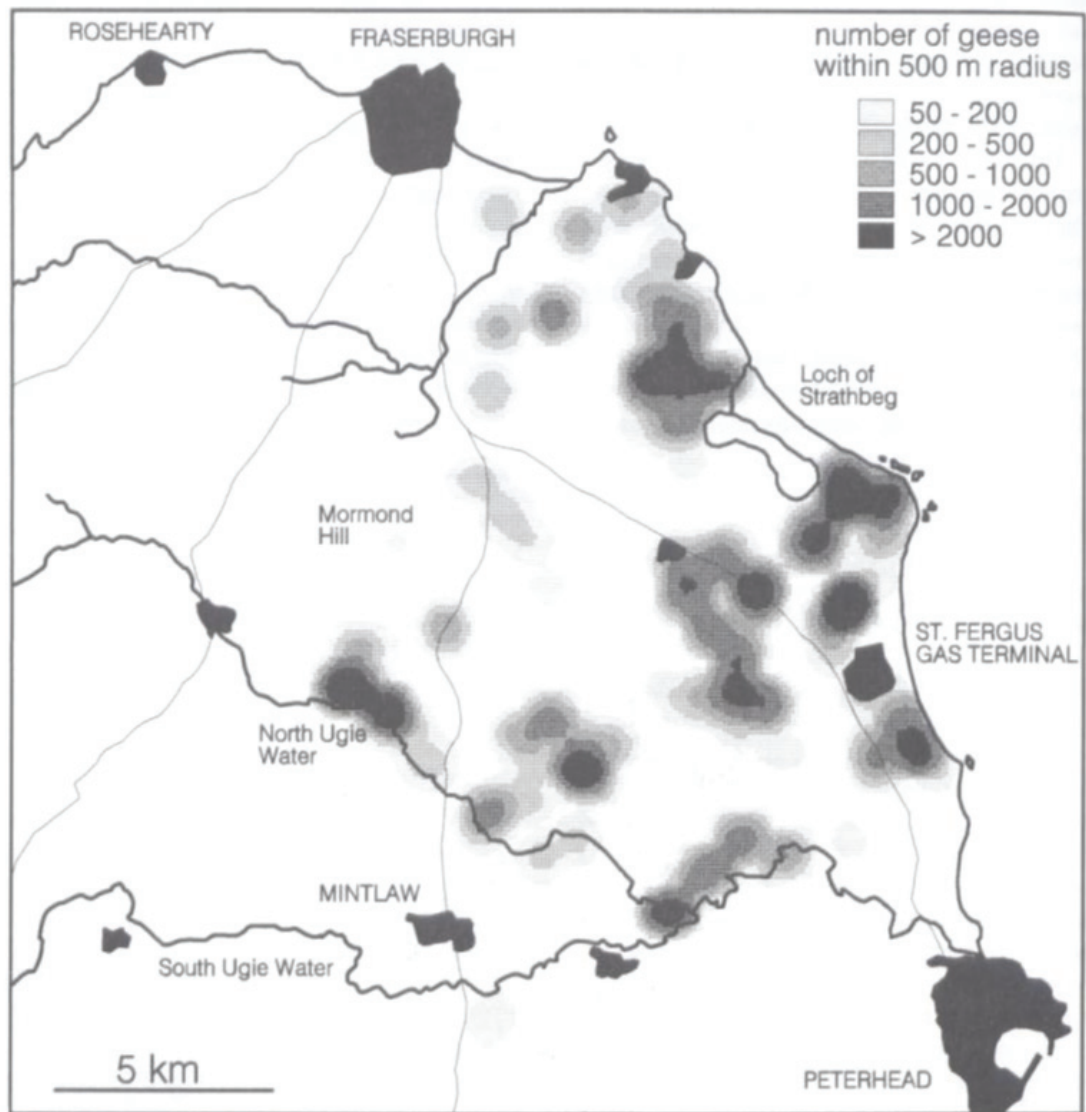 ROSEHEARTY
FRASERBURGH
number of geese
within 500 m radius
50 - 200
200 - 500
500 - 1000
1000 - 2000
> 2000
Loch of
Strathbeg
Mormond
Hill
ST. FERGUS
GAS TERMINAL
North Ugie
Water
MINTLAW
South Ugie Water
5 km
PETERHEAD